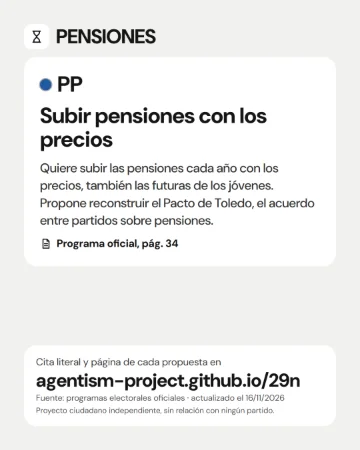 PENSIONES
PP
Subir pensiones con los
precios
Quiere subir las pensiones cada año con los
precios, también las futuras de los jóvenes.
Propone reconstruir el Pacto de Toledo, el acuerdo
entre partidos sobre pensiones.
Programa oficial, pág. 34
Cita literal y página de cada propuesta en
agentism-project.github.io/29n
Fuente: programas electorales oficiales · actualizado el 16/11/2026
Proyecto ciudadano independiente, sin relación con ningún partido.